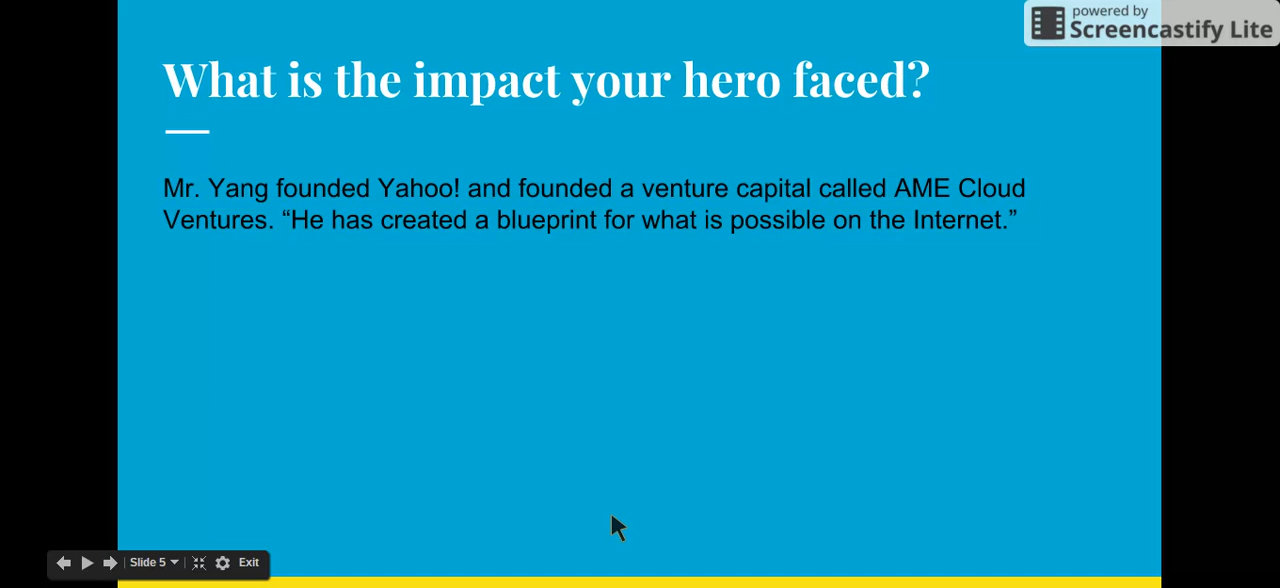 powered by
Screencastify Lite
What is the impact your hero faced?
Mr. Yang founded Yahoo! and founded a venture capital called AME Cloud
Ventures. “He has created a blueprint for what is possible on the Internet.”
Slide 5
Exit